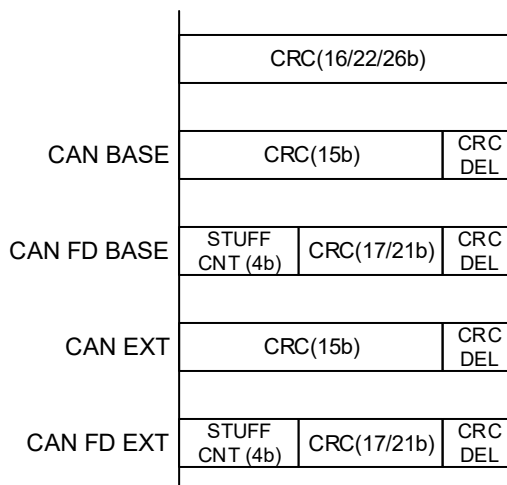 CRC(16/22/26b)
CAN BASE
CRC(15b)
CRC
DEL
CAN FD BASE
STUFF
CNT (4b)
CRC(17/21b)
CRC
DEL
CAN EXT
CRC(15b)
CRC
DEL
CAN FD EXT
STUFF
CNT (4b)
CRC(17/21b)
CRC
DEL